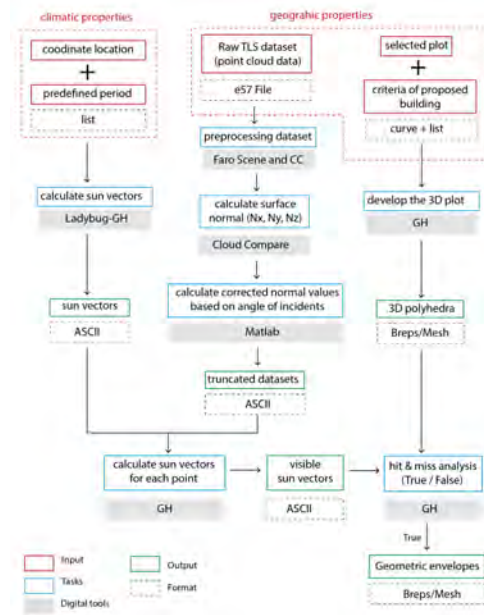 climatic properties
geograhic properties
coodinate location
+
predefined period
list
Raw TLS dataset
(point cloud data)
e57 File
selected plot
+
criteria of proposed
building
curve + list
preprocessing dataset
Faro Scene and CC
calculate sun vectors
Ladybug-GH
calculate surface
normal (Nx, Ny, Nz)
Cloud Compare
develop the 3D plot
GH
calculate corrected normal values
based on angle of incidents
Matlab
sun vectors
ASCII
3D polyhedra
Breps/Mesh
truncated datasets
ASCII
calculate sun vectors
for each point
GH
visible
sun vectors
ASCII
hit & miss analysis
(True / False)
GH
True
Geometric envelopes
Breps/Mesh
Input
Tasks
Digital tools
Output
Format